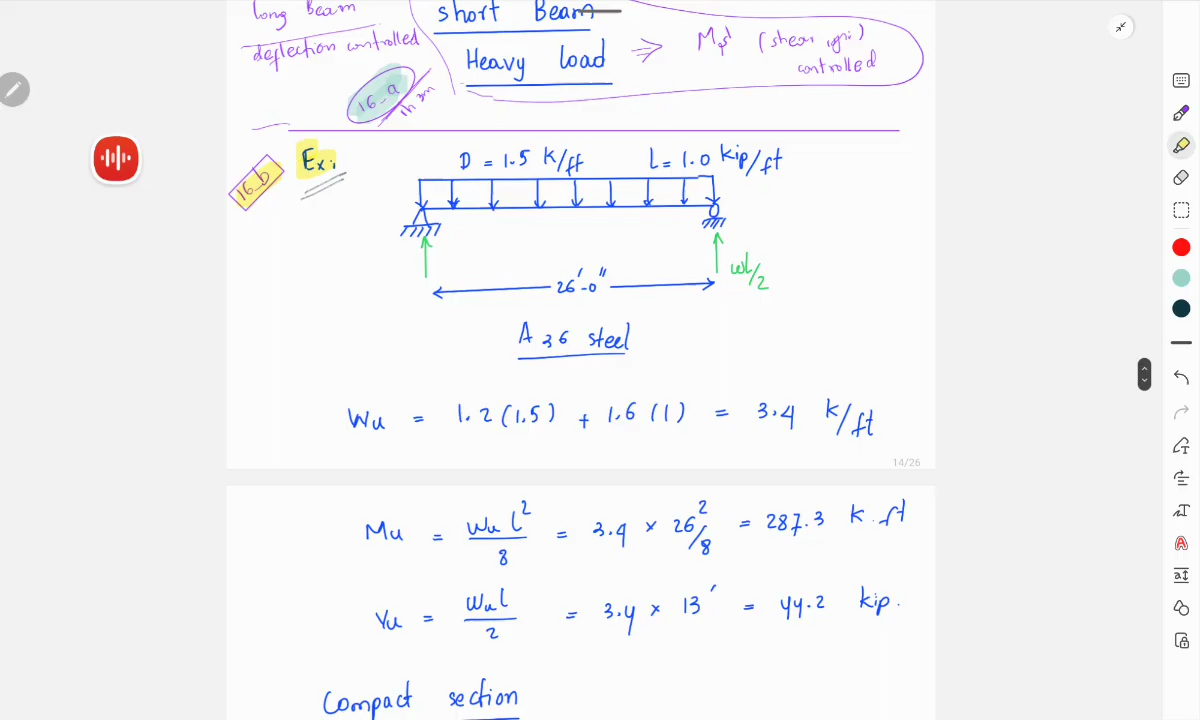 long Beam
deflection controlled
short Beam
Heavy load
(shear
controlled
16_a
16_b
Ex:
D = 1.5 k/ft L = 1.0 kip/ft
wl/2
26'-0"
A 36 steel
Wu = 1.2 (1.5) + 1.6 (1) = 3.4 k/ft
14/26
Mu = Wu l² / 8 = 3.4 × 26²/8 = 287.3 k.ft
Vu = Wu l / 2 = 3.4 × 13' = 44.2 kip.
Compact section